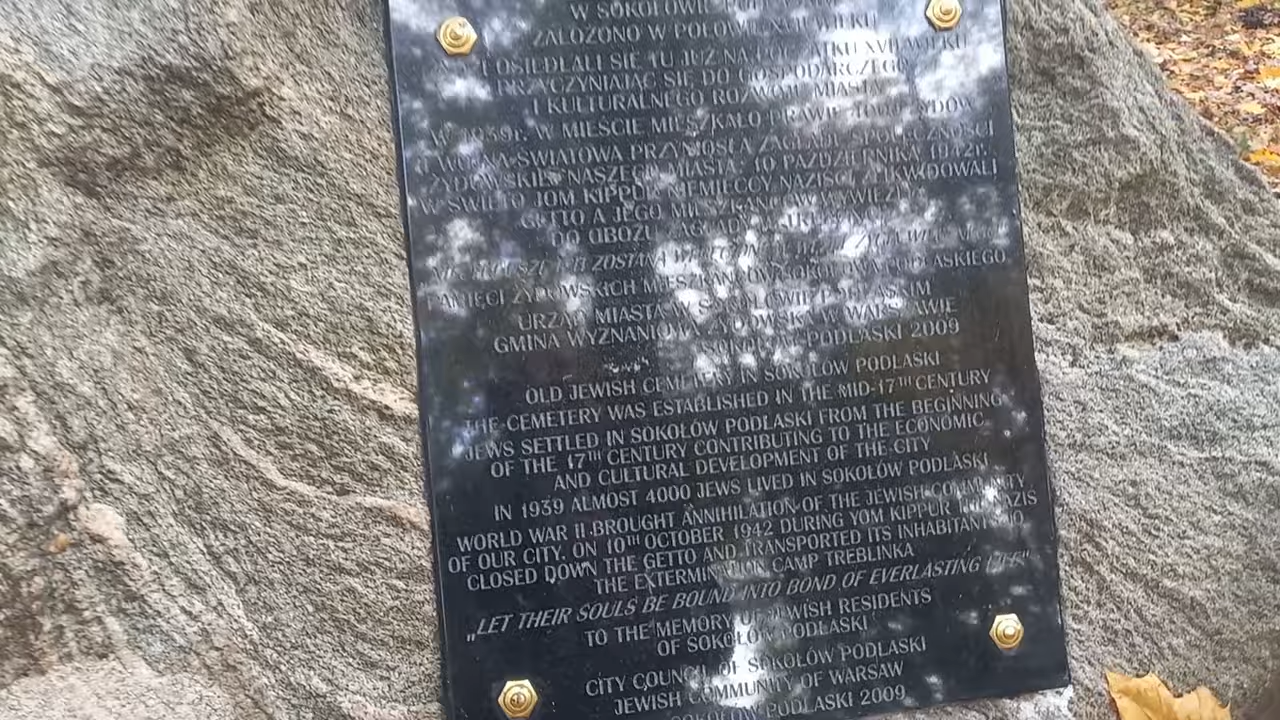 W SOKOŁOWIE
ZAŁOŻONO W POŁOWIE XVII WIEKU
OSIEDLALI SIĘ TU JUŻ NA POCZĄTKU XVII WIEKU
PRZYCZYNIAJĄC SIĘ DO GOSPODARCZEGO
I KULTURALNEGO ROZWOJU MIASTA
W 1939r. W MIEŚCIE MIESZKAŁO PRAWIE 4000 ŻYDÓW
WOJNA ŚWIATOWA PRZYNIOSŁA ZAGŁADĘ SPOŁECZNOŚCI
ŻYDOWSKIEJ NASZEGO MIASTA. 10 PAŹDZIERNIKA 1942r.
W ŚWIĘTO JOM KIPPUR NIEMIECCY NAZIŚCI ZLIKWIDOWALI
GETTO A JEGO MIESZKAŃCÓW WYWIEŹLI
DO OBOZU ZAGŁADY
ZOSTANĄ
PAMIĘCI ŻYDOWSKICH MIESZKAŃCÓW SOKOŁOWA PODLASKIEGO
URZĄD MIASTA W SOKOŁOWIE PODLASKIM
GMINA WYZNANIOWA ŻYDOWSKA W WARSZAWIE
SOKOŁÓW PODLASKI 2009
OLD JEWISH CEMETERY IN SOKOŁÓW PODLASKI
THE CEMETERY WAS ESTABLISHED IN THE MID-17TH CENTURY
JEWS SETTLED IN SOKOŁÓW PODLASKI FROM THE BEGINNING
OF THE 17TH CENTURY CONTRIBUTING TO THE ECONOMIC
AND CULTURAL DEVELOPMENT OF THE CITY
IN 1939 ALMOST 4000 JEWS LIVED IN SOKOŁÓW PODLASKI
WORLD WAR II BROUGHT ANNIHILATION OF THE JEWISH COMMUNITY
OF OUR CITY. ON 10TH OCTOBER 1942 DURING YOM KIPPUR THE NAZIS
CLOSED DOWN THE GETTO AND TRANSPORTED ITS INHABITANTS TO
THE EXTERMINATION CAMP TREBLINKA
„LET THEIR SOULS BE BOUND INTO BOND OF EVERLASTING LIFE"
TO THE MEMORY OF JEWISH RESIDENTS
OF SOKOŁÓW PODLASKI
CITY COUNCIL OF SOKOŁÓW PODLASKI
JEWISH COMMUNITY OF WARSAW
SOKOŁÓW PODLASKI 2009